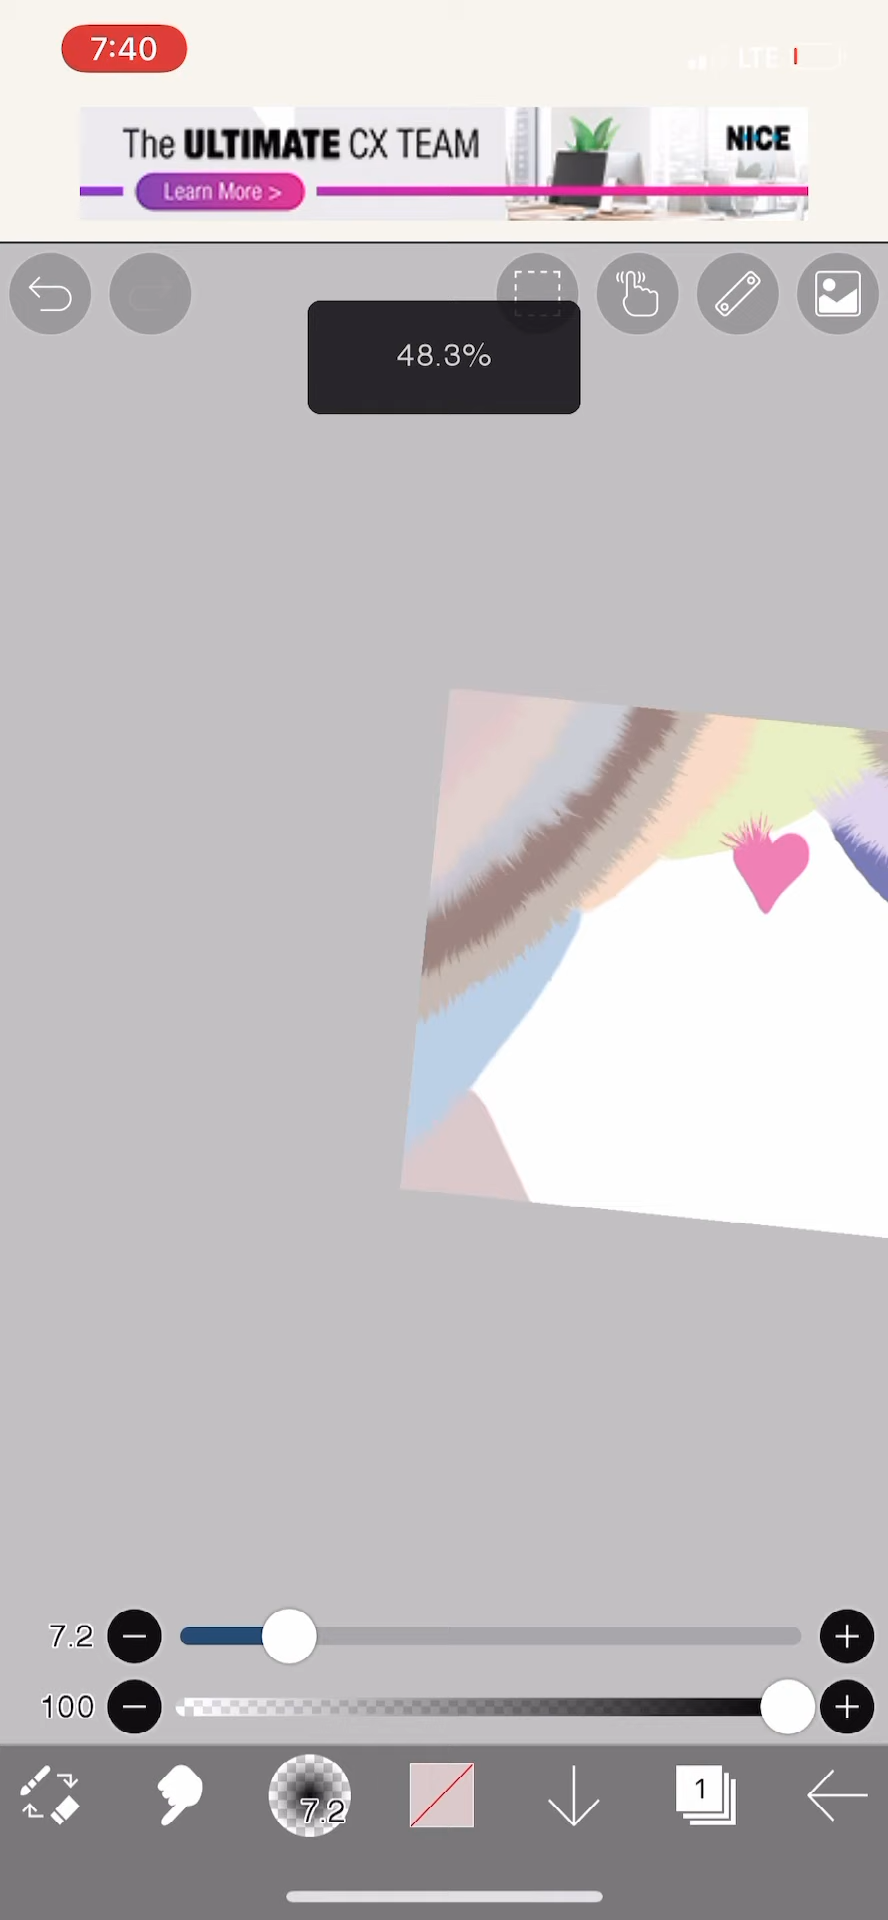 7:40 LTE
The ULTIMATE CX TEAM
NICE
Learn More >
48.3%
7.2
100
7.2
1